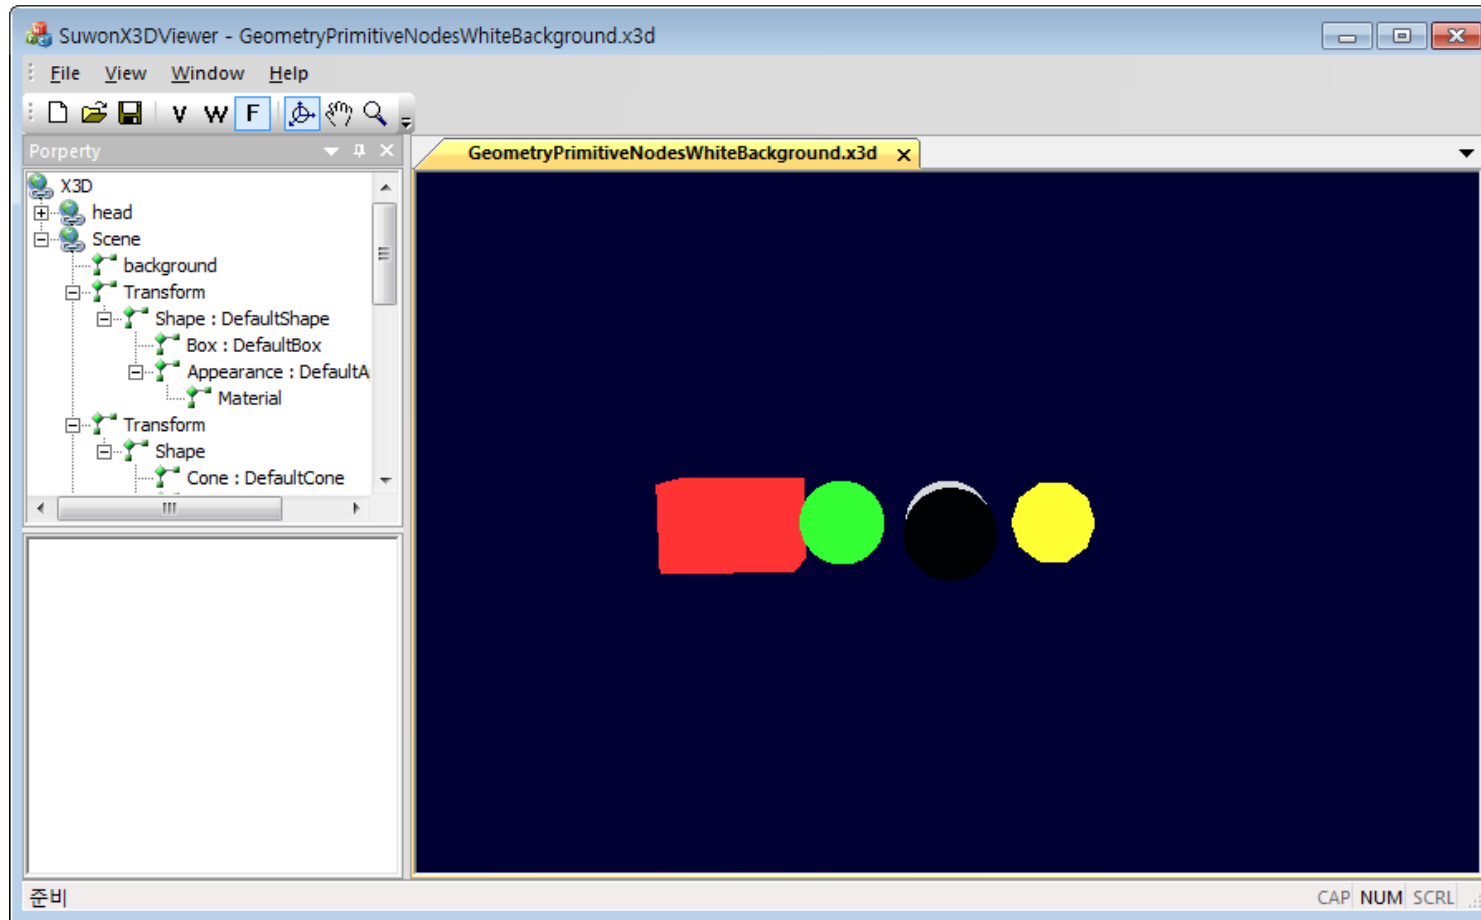 SuwonX3DViewer - GeometryPrimitiveNodesWhiteBackground.x3d
File View Window Help
V W F
Porperty
GeometryPrimitiveNodesWhiteBackground.x3d
X3D
head
Scene
background
Transform
Shape : DefaultShape
Box : DefaultBox
Appearance : DefaultA
Material
Transform
Shape
Cone : DefaultCone
준비
CAP NUM SCRL